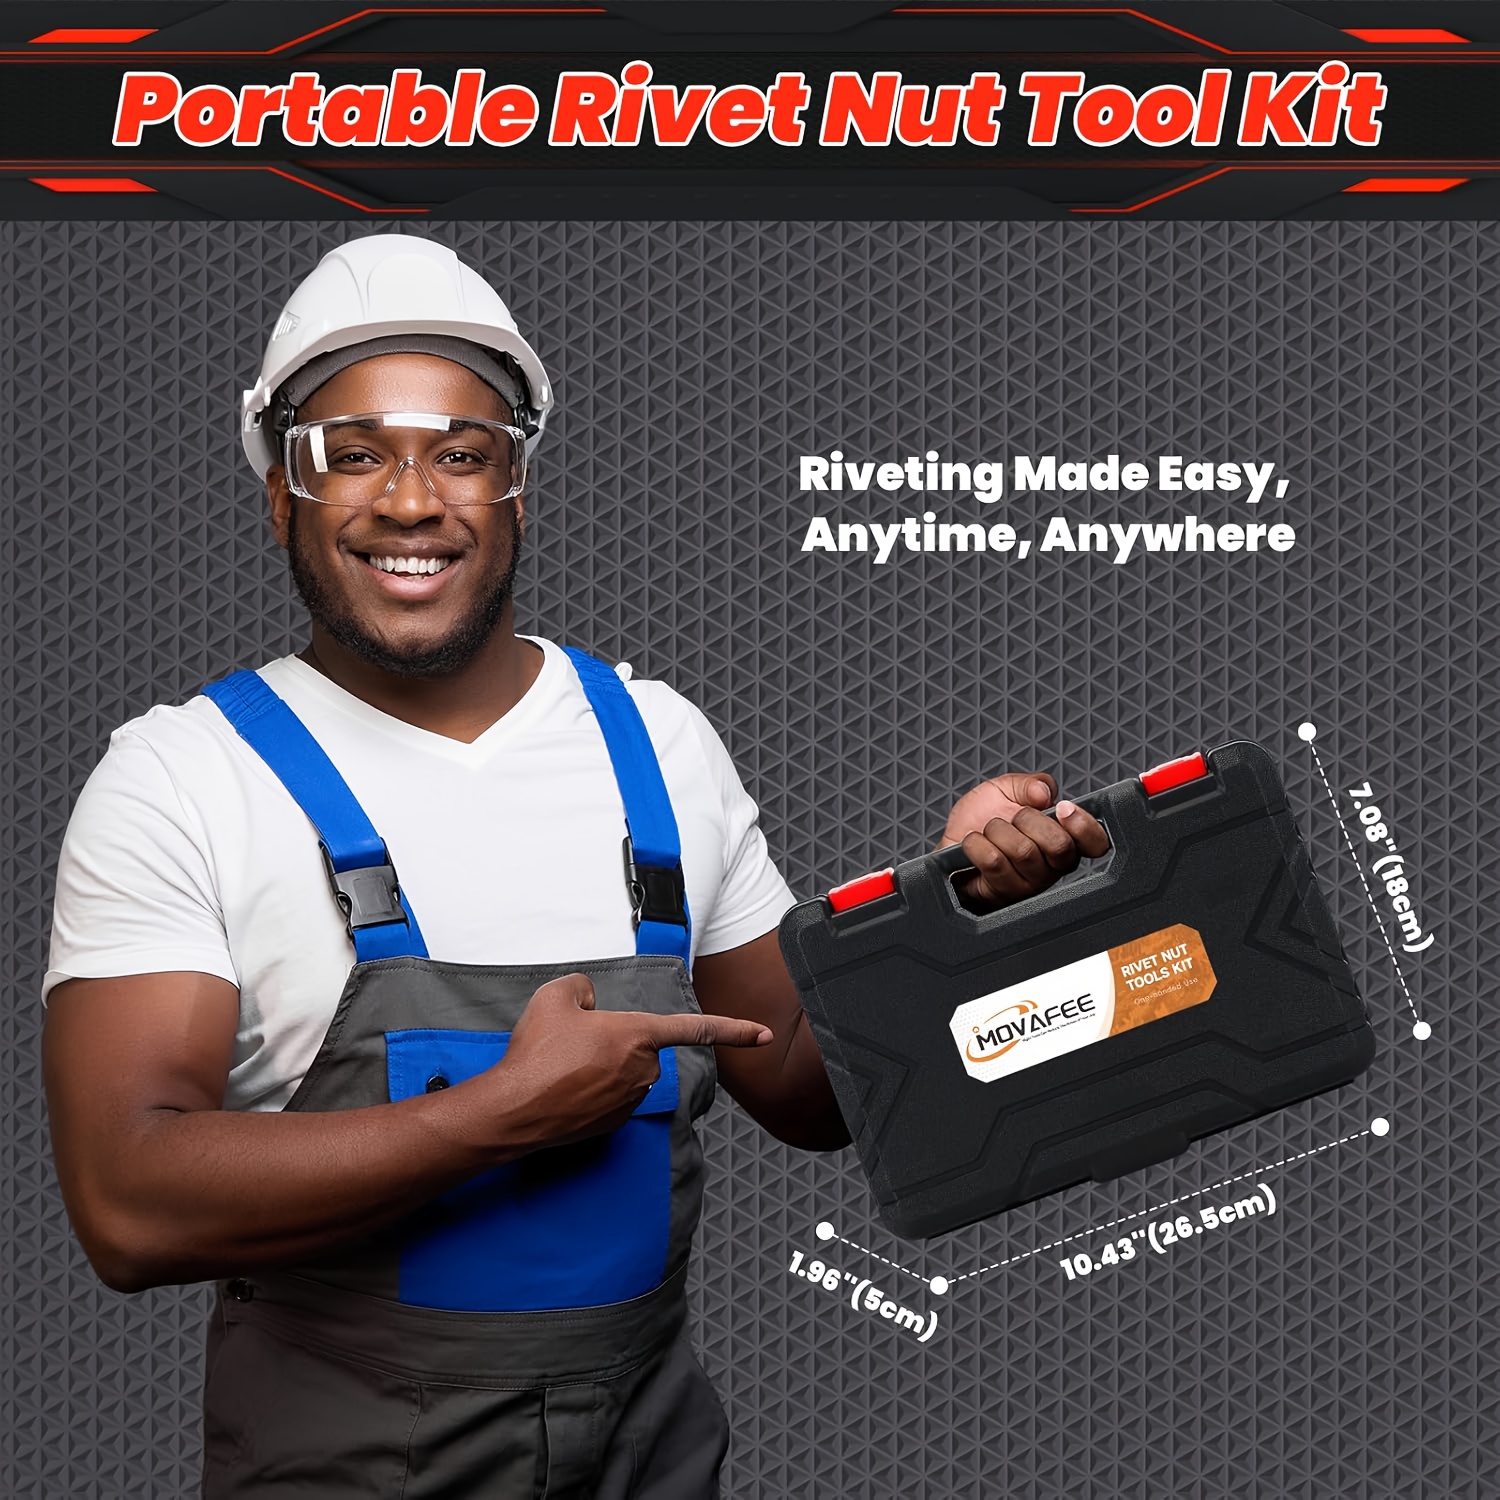 Portable Rivet Nut Tool Kit
Riveting Made Easy,
Anytime, Anywhere
7.08"(18cm)
MOVAFEE
RIVET NUT
TOOLS KIT
10.43"(26.5cm)
1.96"(5cm)